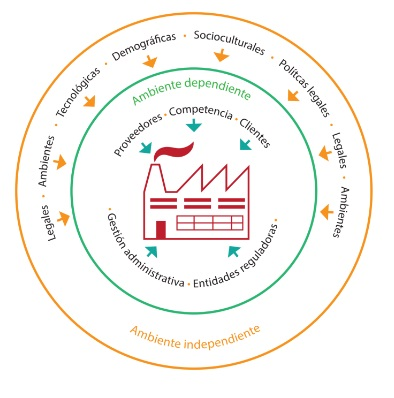 Legales • Ambientes • Tecnológicas • Demográficas • Socioculturales • Polítcas legales • Legales • Ambientes
Ambiente dependiente
Proveedores • Competencia • Clientes
• Gestión administrativa • Entidades reguladoras •
Ambiente independiente